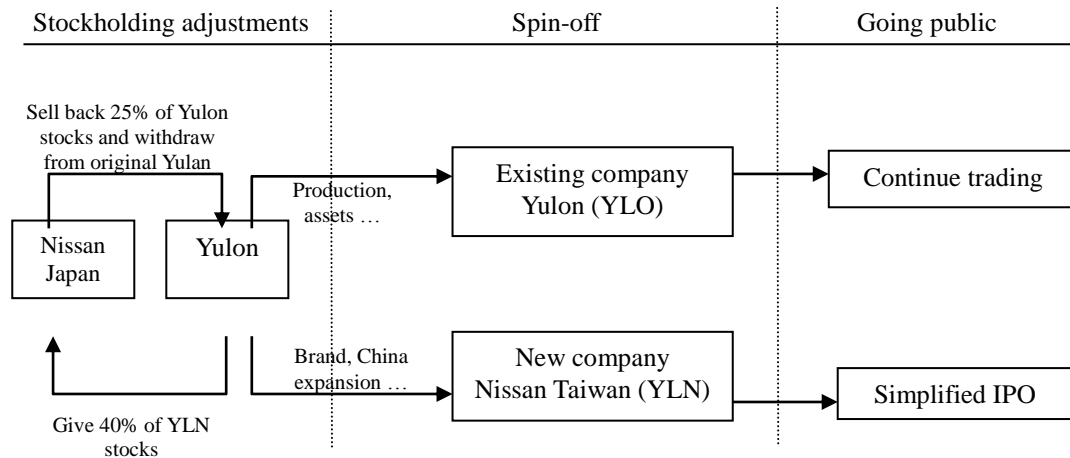 Stockholding adjustments
Spin-off
Going public
Sell back 25% of Yulon
stocks and withdraw
from original Yulan
Nissan
Japan
Yulon
Production,
assets …
Existing company
Yulon (YLO)
Continue trading
Give 40% of YLN
stocks
Brand, China
expansion …
New company
Nissan Taiwan (YLN)
Simplified IPO